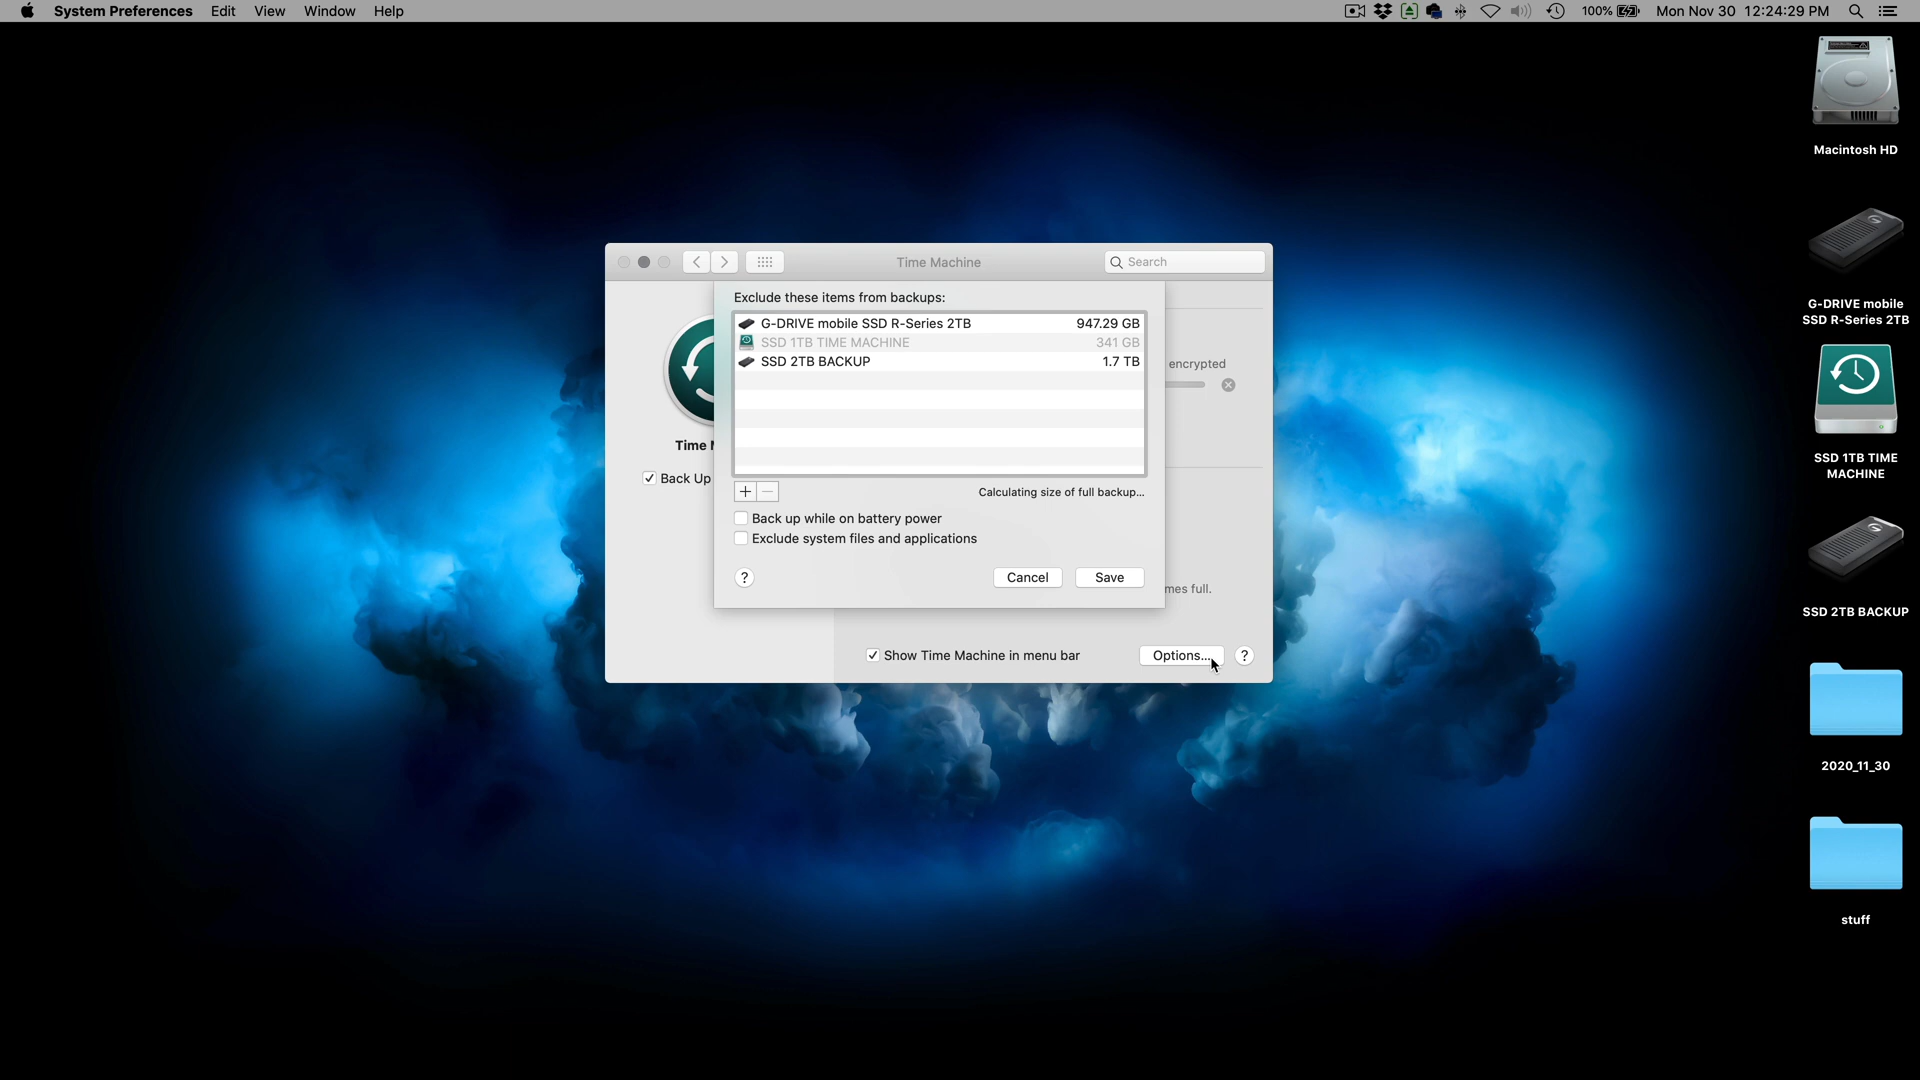 System Preferences Edit View Window Help
100% Mon Nov 30 12:24:29 PM
Macintosh HD
G-DRIVE mobile
SSD R-Series 2TB
SSD 1TB TIME
MACHINE
SSD 2TB BACKUP
2020_11_30
stuff
Time Machine
Search
Exclude these items from backups:
G-DRIVE mobile SSD R-Series 2TB 947.29 GB
SSD 1TB TIME MACHINE 341 GB
SSD 2TB BACKUP 1.7 TB
encrypted
Time M
Back Up
+ − Calculating size of full backup...
Back up while on battery power
Exclude system files and applications
? Cancel Save
mes full.
Show Time Machine in menu bar Options... ?